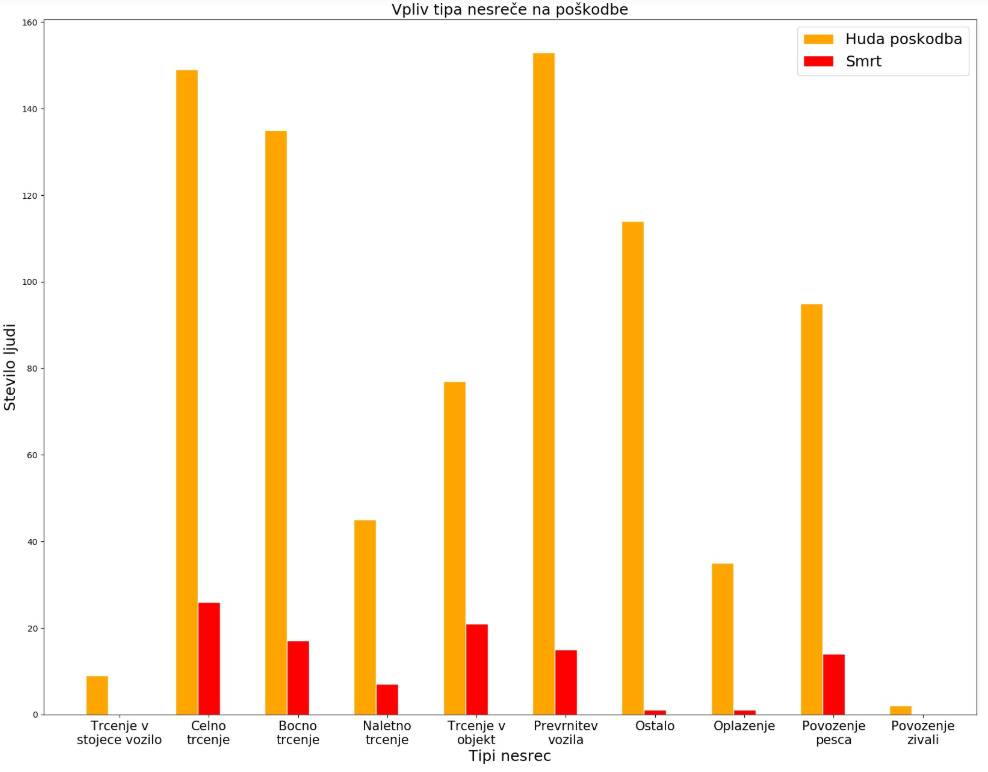 Vpliv tipa nesreče na poškodbe
Huda poskodba
Smrt
Stevilo ljudi
160
140
120
100
80
60
40
20
0
Trcenje v
stojece vozilo
Celno
trcenje
Bocno
trcenje
Naletno
trcenje
Trcenje v
objekt
Prevrnitev
vozila
Ostalo
Oplazenje
Povozenje
pesca
Povozenje
zivali
Tipi nesrec